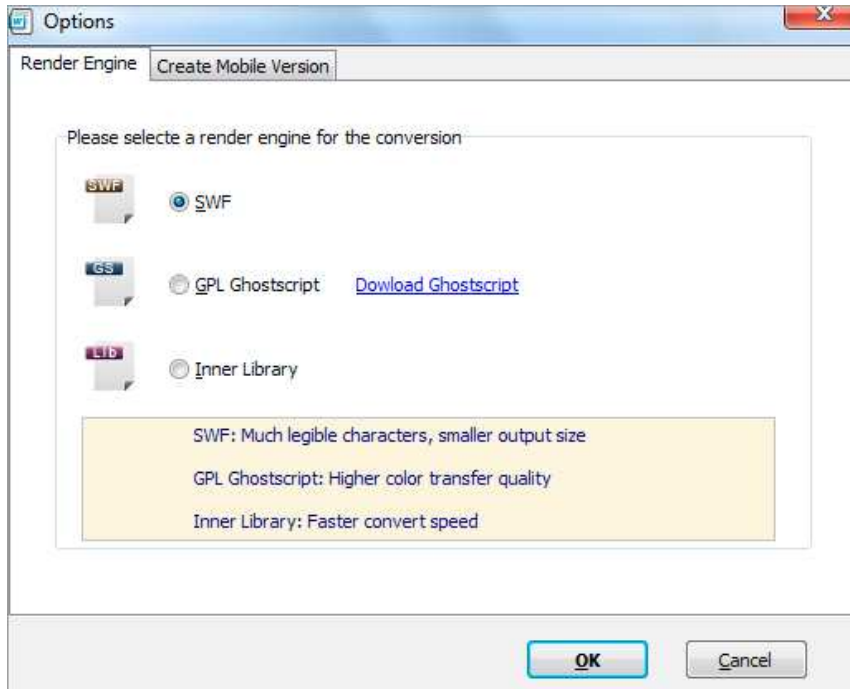 Options
Render Engine
Create Mobile Version
Please selecte a render engine for the conversion
SWF
SWF
GS
GPL Ghostscript
Dowload Ghostscript
Lib
Inner Library
SWF: Much legible characters, smaller output size
GPL Ghostscript: Higher color transfer quality
Inner Library: Faster convert speed
OK
Cancel